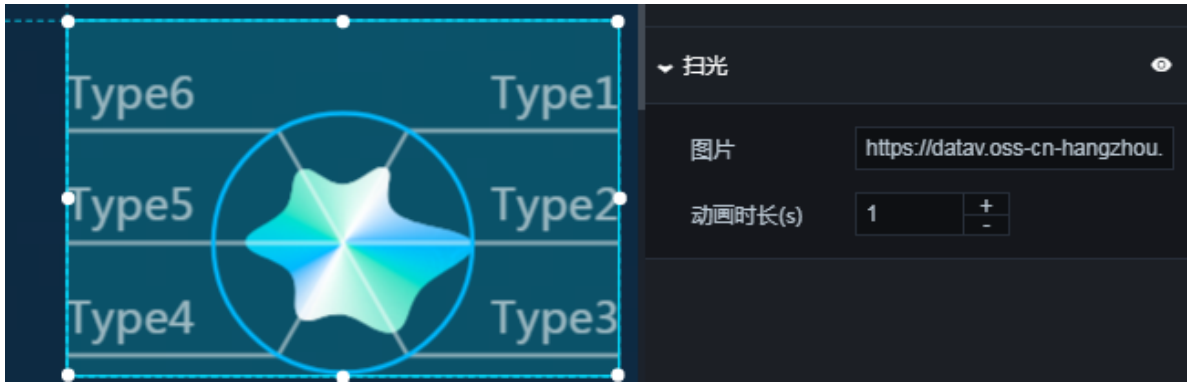 Type6
Type1
Type5
Type2
Type4
Type3
扫光
图片
https://datav.oss-cn-hangzhou.
动画时长(s)
1
+
-